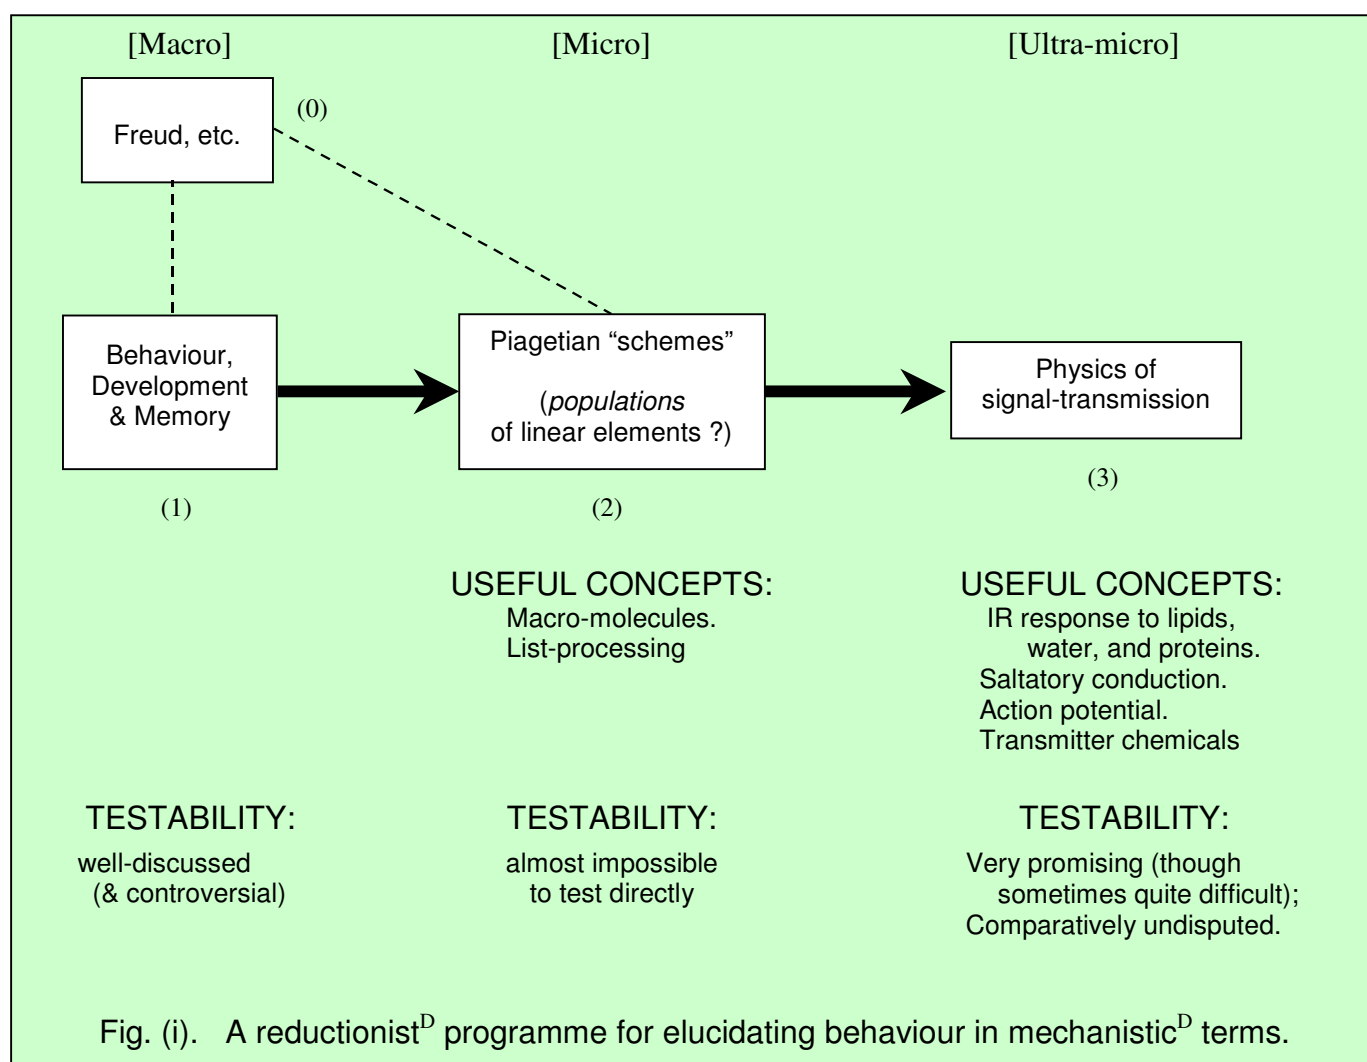 [Macro] [Micro] [Ultra-micro]
Freud, etc.
(0)
Behaviour,
Development
& Memory
(1)
Piagetian “schemes”
(populations
of linear elements ?)
(2)
Physics of
signal-transmission
(3)
USEFUL CONCEPTS:
Macro-molecules.
List-processing
USEFUL CONCEPTS:
IR response to lipids,
water, and proteins.
Saltatory conduction.
Action potential.
Transmitter chemicals
TESTABILITY:
well-discussed
(& controversial)
TESTABILITY:
almost impossible
to test directly
TESTABILITY:
Very promising (though
sometimes quite difficult);
Comparatively undisputed.
Fig. (i). A reductionistᴰ programme for elucidating behaviour in mechanisticᴰ terms.